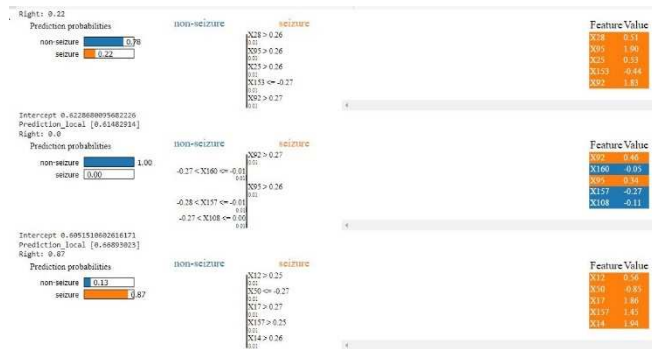 Right: 0.22
Prediction probabilities
non-seizure 0.78
seizure 0.22
non-seizure seizure
X28 > 0.26
0.01
X95 > 0.26
0.01
X25 > 0.26
0.01
X153 <= -0.27
0.01
X92 > 0.27
0.01
Feature Value
X28 0.51
X95 1.90
X25 0.53
X153 -0.44
X92 1.83
Prediction_local [0.61482914]
Right: 0.0
Prediction probabilities
non-seizure 1.00
seizure 0.00
non-seizure seizure
X92 > 0.27
0.01
-0.27 < X160 <= -0.01
0.01
X95 > 0.26
0.01
-0.28 < X157 <= -0.01
0.01
-0.27 < X108 <= 0.00
0.01
Feature Value
X92 0.46
X160 -0.05
X95 0.34
X157 -0.27
X108 -0.11
Prediction_local [0.66893023]
Right: 0.87
Prediction probabilities
non-seizure 0.13
seizure 0.87
non-seizure seizure
X12 > 0.25
0.01
X50 <= -0.27
0.01
X17 > 0.27
0.01
X157 > 0.25
0.01
X14 > 0.26
0.01
Feature Value
X12 0.56
X50 -0.85
X17 1.86
X157 1.45
X14 1.94